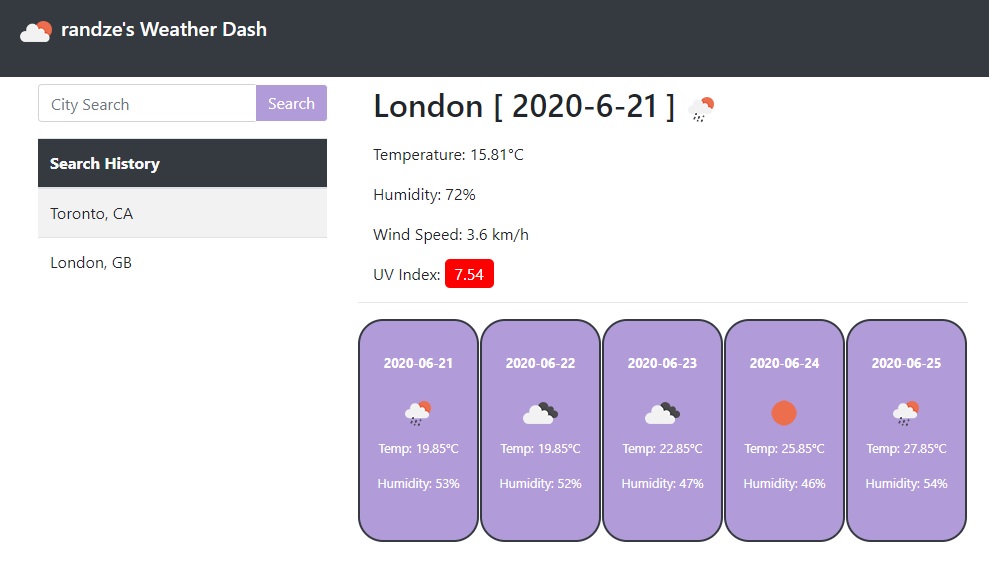 randze's Weather Dash
City Search
Search
Search History
Toronto, CA
London, GB
London [ 2020-6-21 ]
Temperature: 15.81°C
Humidity: 72%
Wind Speed: 3.6 km/h
UV Index: 7.54
2020-06-21
Temp: 19.85°C
Humidity: 53%
2020-06-22
Temp: 19.85°C
Humidity: 52%
2020-06-23
Temp: 22.85°C
Humidity: 47%
2020-06-24
Temp: 25.85°C
Humidity: 46%
2020-06-25
Temp: 27.85°C
Humidity: 54%